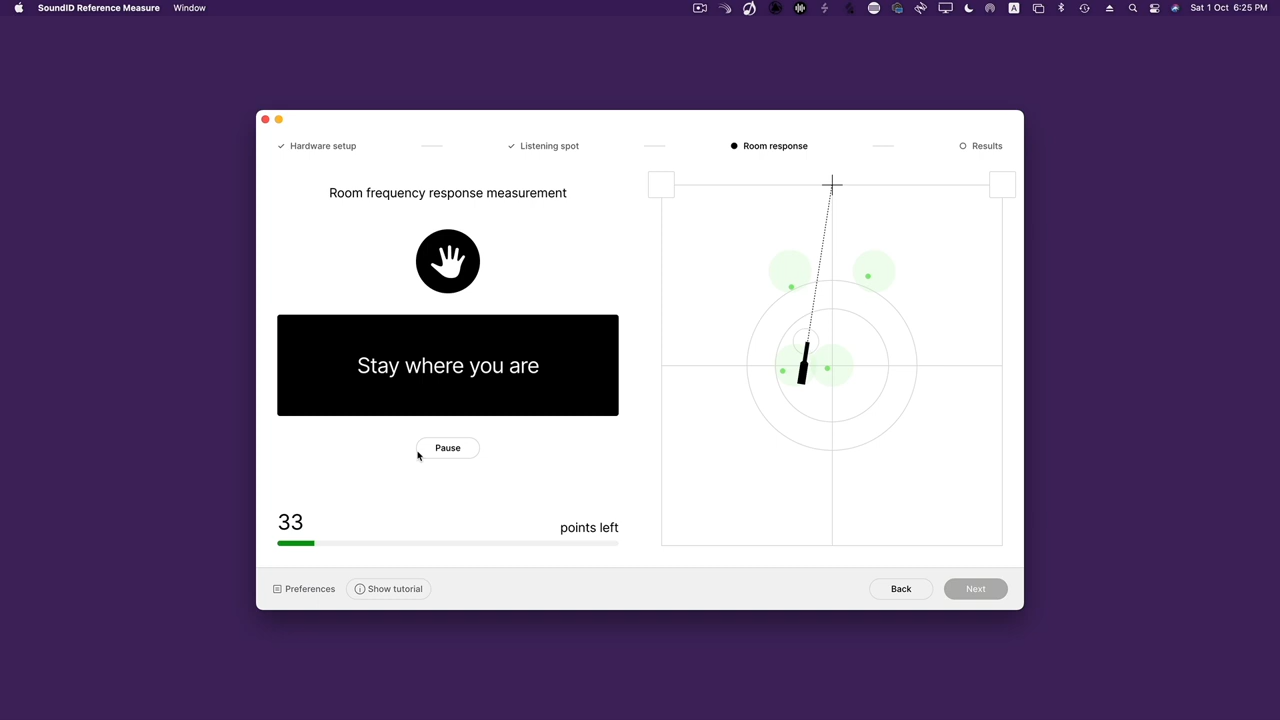 SoundID Reference Measure Window
A
Sat 1 Oct 6:25 PM
Hardware setup
Listening spot
Room response
Results
Room frequency response measurement
Stay where you are
Pause
33
points left
Preferences
Show tutorial
Back
Next